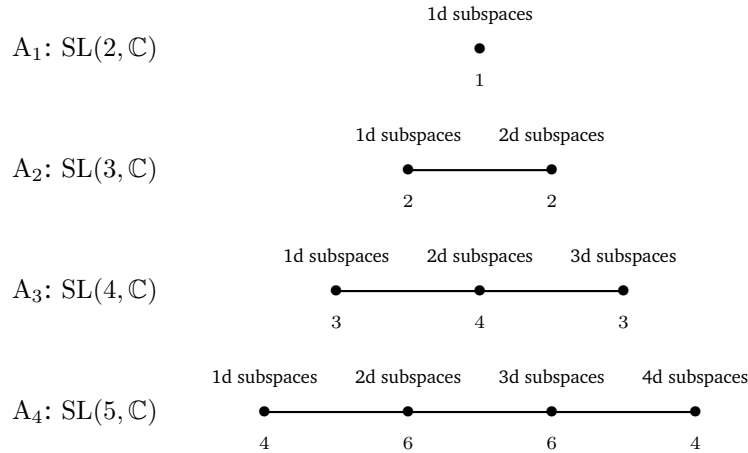 1d subspaces
A₁: SL(2, ℂ)
1
1d subspaces 2d subspaces
A₂: SL(3, ℂ)
2 2
1d subspaces 2d subspaces 3d subspaces
A₃: SL(4, ℂ)
3 4 3
1d subspaces 2d subspaces 3d subspaces 4d subspaces
A₄: SL(5, ℂ)
4 6 6 4